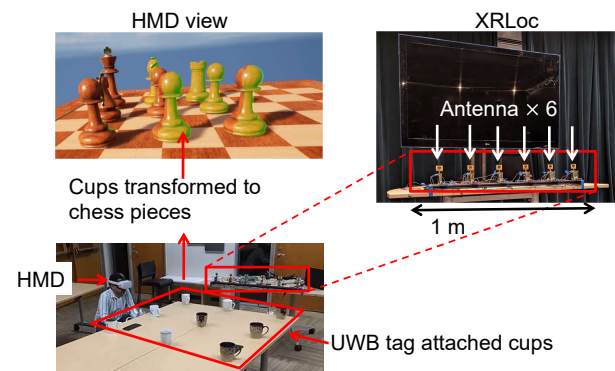 HMD view
XRLoc
Antenna × 6
Cups transformed to
chess pieces
1 m
HMD
UWB tag attached cups